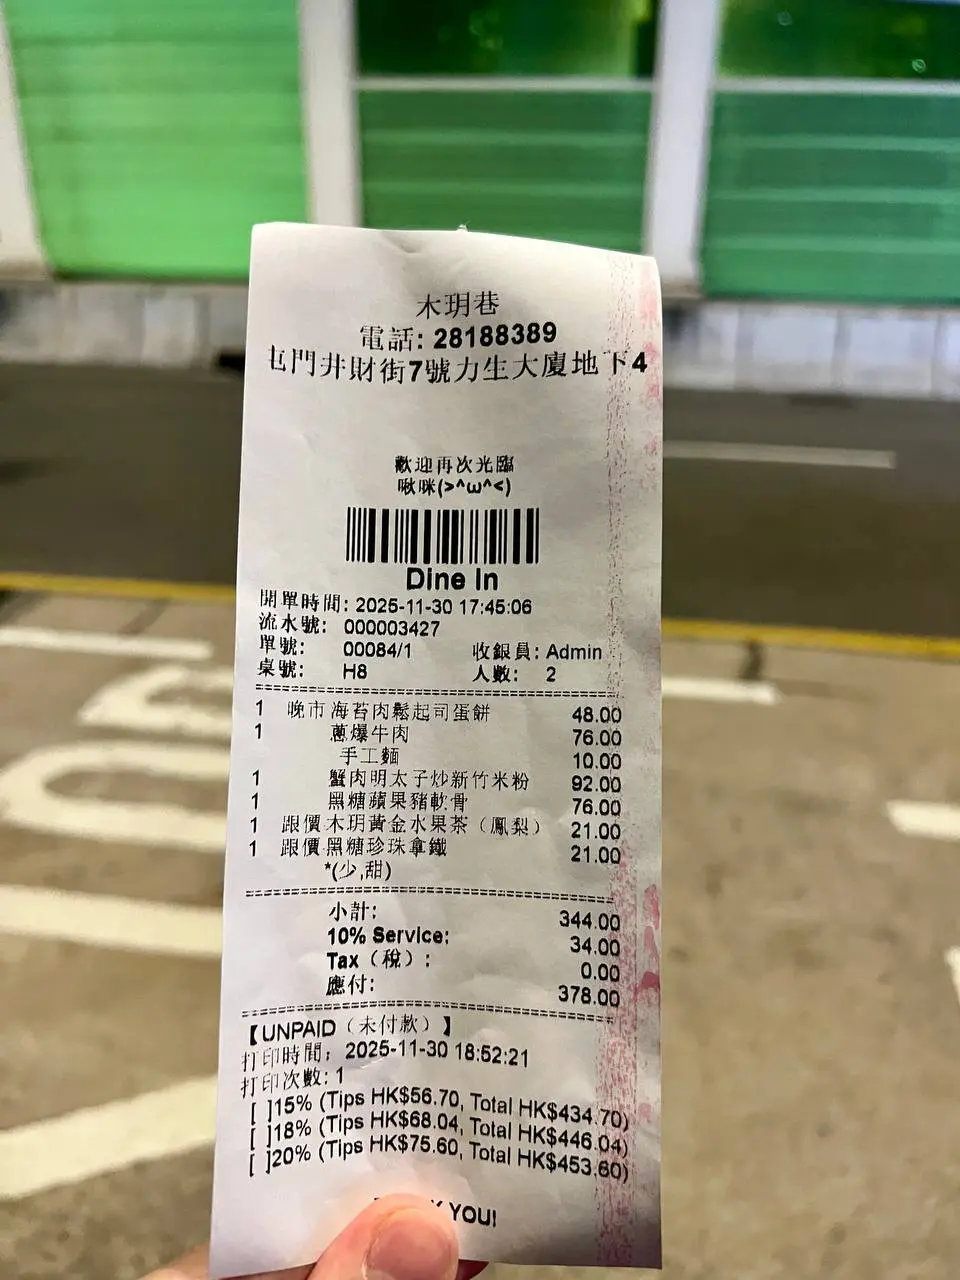 木玥巷
電話: 28188389
屯門井財街7號力生大廈地下4
歡迎再次光臨
啾咪(>^ω^<)
Dine In
開單時間: 2025-11-30 17:45:06
流水號: 000003427
單號: 00084/1 收銀員: Admin
桌號: H8 人數: 2
1 晚市 海苔肉鬆起司蛋餅 48.00
1 蔥爆牛肉 76.00
手工麵 10.00
1 蟹肉明太子炒新竹米粉 92.00
1 黑糖蘋果豬軟骨 76.00
1 跟價 木玥黃金水果茶（鳳梨） 21.00
1 跟價 黑糖珍珠拿鐵 21.00
*(少,甜)
小計: 344.00
10% Service: 34.00
Tax（稅）: 0.00
應付: 378.00
【UNPAID（未付款）】
打印時間: 2025-11-30 18:52:21
打印次數: 1
[ ]15% (Tips HK$56.70, Total HK$434.70)
[ ]18% (Tips HK$68.04, Total HK$446.04)
[ ]20% (Tips HK$75.60, Total HK$453.60)
YOU!